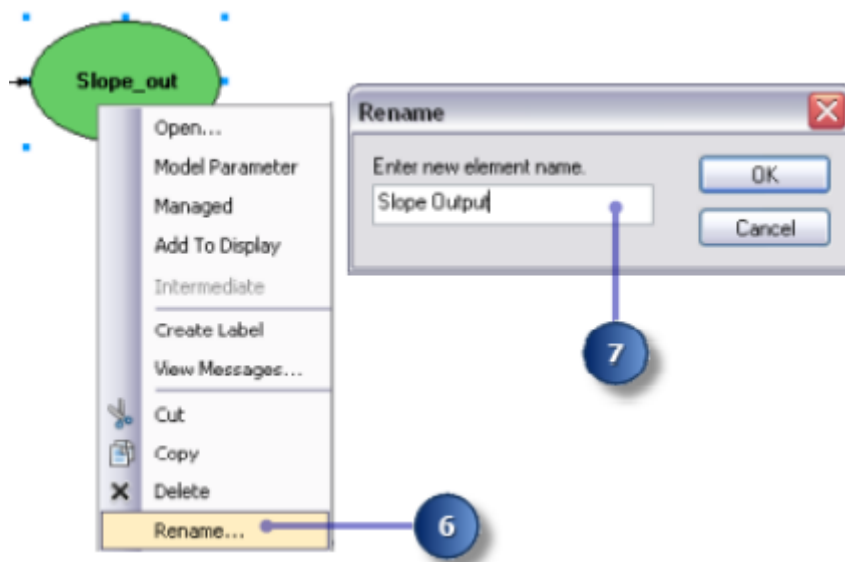 Slope_out
Open...
Model Parameter
Managed
Add To Display
Intermediate
Create Label
View Messages...
Cut
Copy
Delete
Rename...
6
Rename
Enter new element name.
Slope Output
OK
Cancel
7